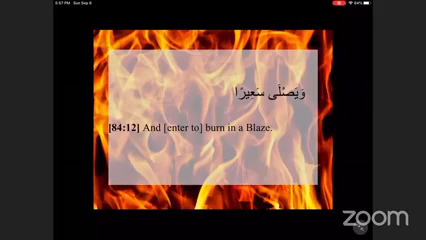 5:57 PM Sun Sep 6
64%
وَيَصْلَىٰ سَعِيرًا
[84:12] And [enter to] burn in a Blaze.
zoom